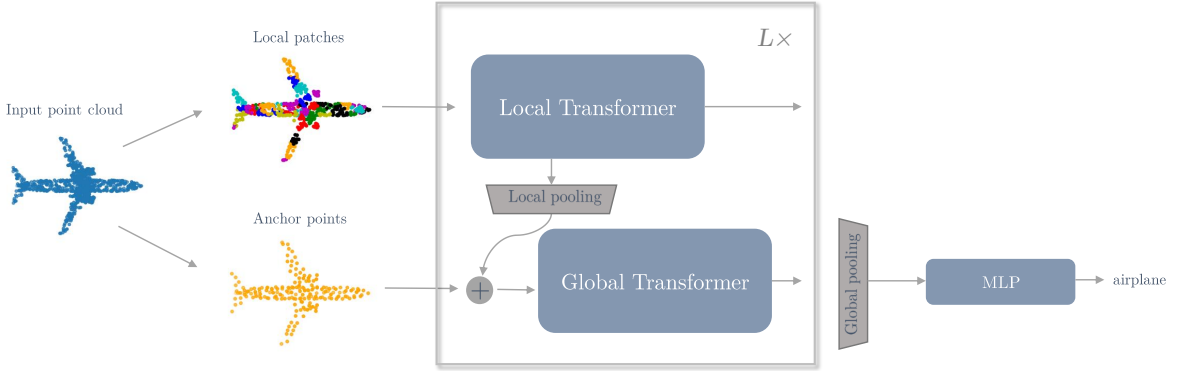 Input point cloud
Local patches
Anchor points
L×
Local Transformer
Local pooling
+
Global Transformer
Global pooling
MLP
airplane